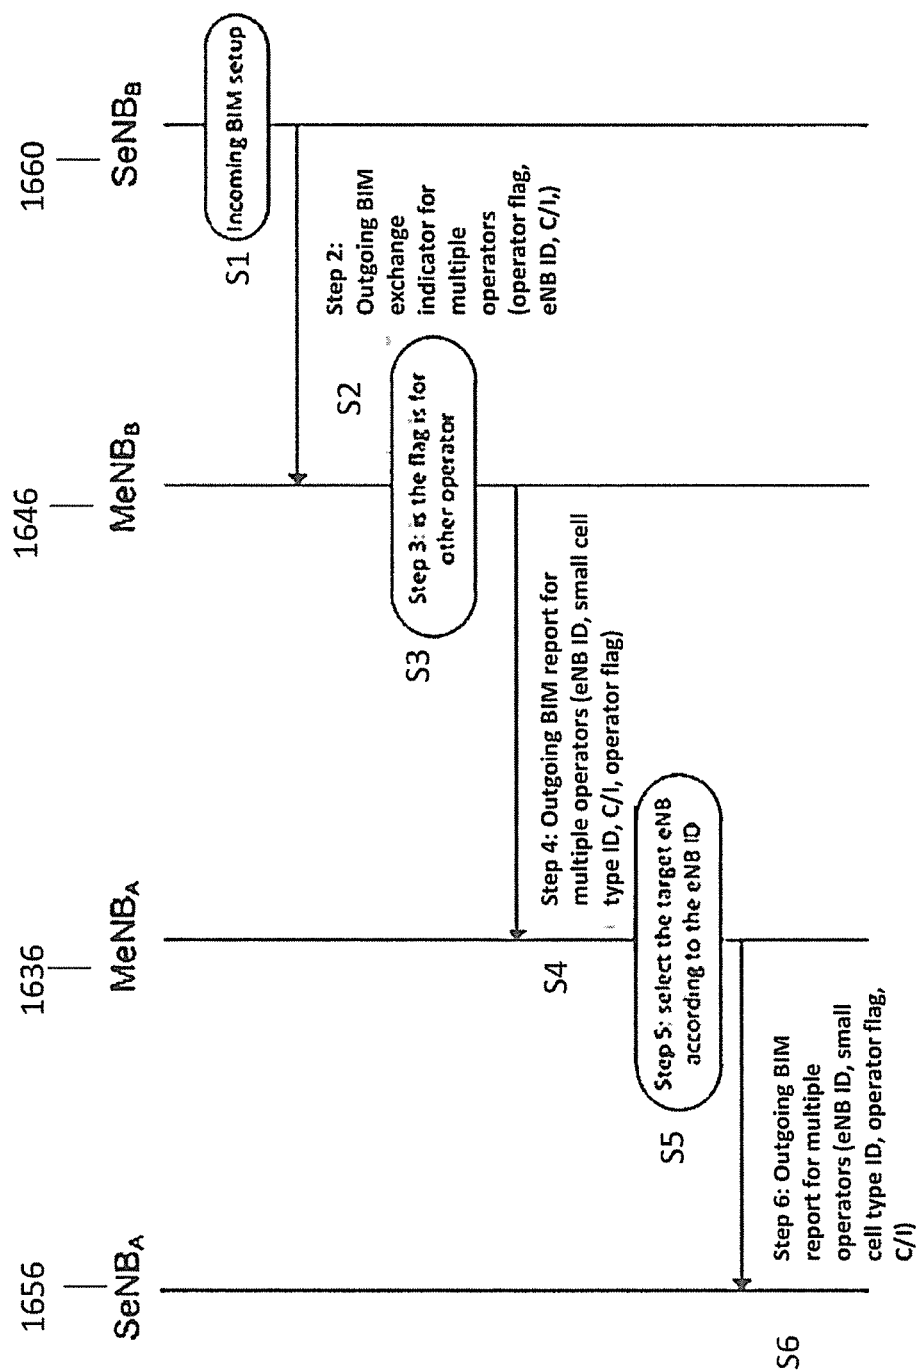 1656
SeNBA
1636
MeNBA
1646
MeNBB
1660
SeNBB
S1
Incoming BIM setup
Step 2:
Outgoing BIM
exchange
indicator for
multiple
operators
(operator flag,
eNB ID, C/I,)
S2
Step 3: is the flag is for
other operator
S3
Step 4: Outgoing BIM report for
multiple operators (eNB ID, small cell
type ID, C/I, operator flag)
S4
Step 5: select the target eNB
according to the eNB ID
S5
Step 6: Outgoing BIM
report for multiple
operators (eNB ID, small
cell type ID, operator flag,
C/I)
S6